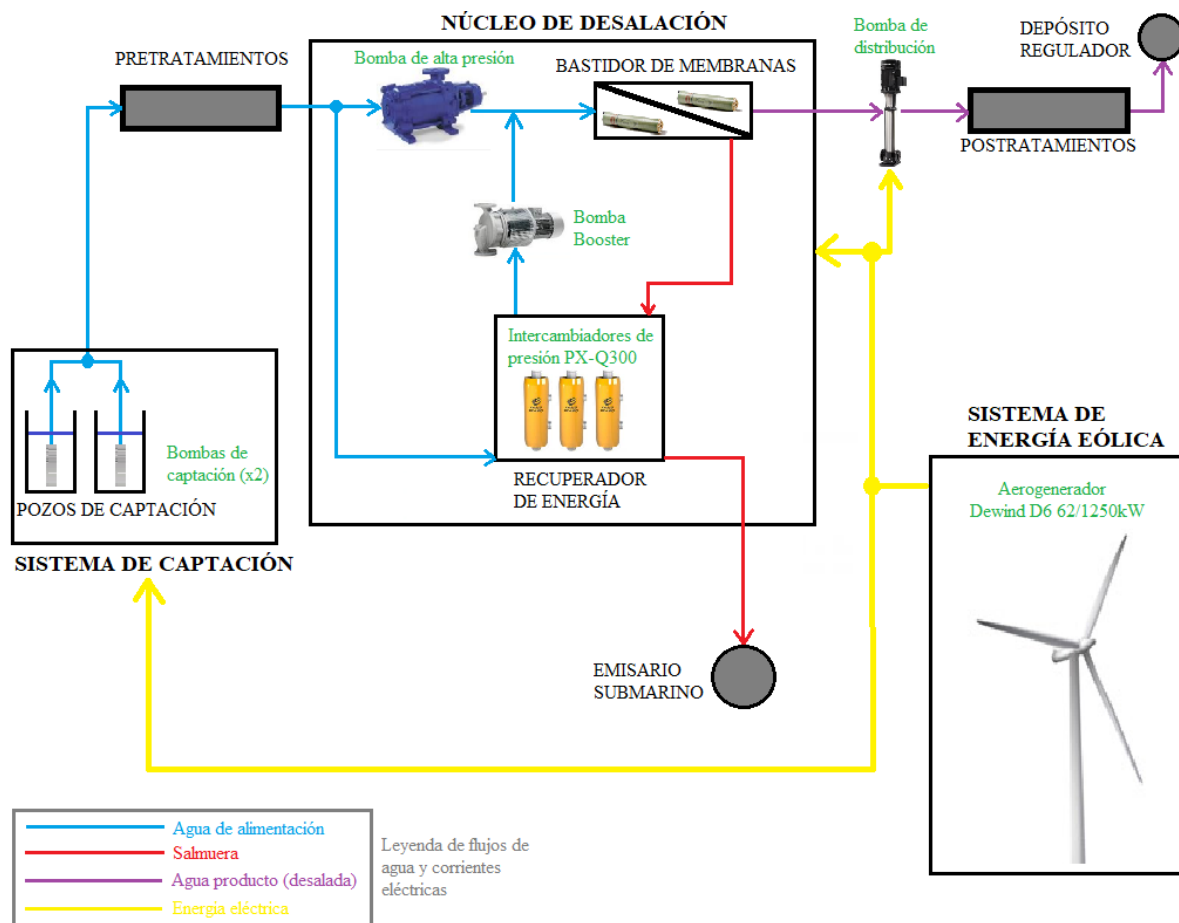 NÚCLEO DE DESALACIÓN
Bomba de
distribución
DEPÓSITO
REGULADOR
PRETRATAMIENTOS
Bomba de alta presión
BASTIDOR DE MEMBRANAS
POSTRATAMIENTOS
Bomba
Booster
Intercambiadores de
presión PX-Q300
RECUPERADOR
DE ENERGÍA
Bombas de
captación (x2)
POZOS DE CAPTACIÓN
SISTEMA DE CAPTACIÓN
SISTEMA DE
ENERGÍA EÓLICA
Aerogenerador
Dewind D6 62/1250kW
EMISARIO
SUBMARINO
Agua de alimentación
Salmuera
Agua producto (desalada)
Energía eléctrica
Leyenda de flujos de
agua y corrientes
eléctricas